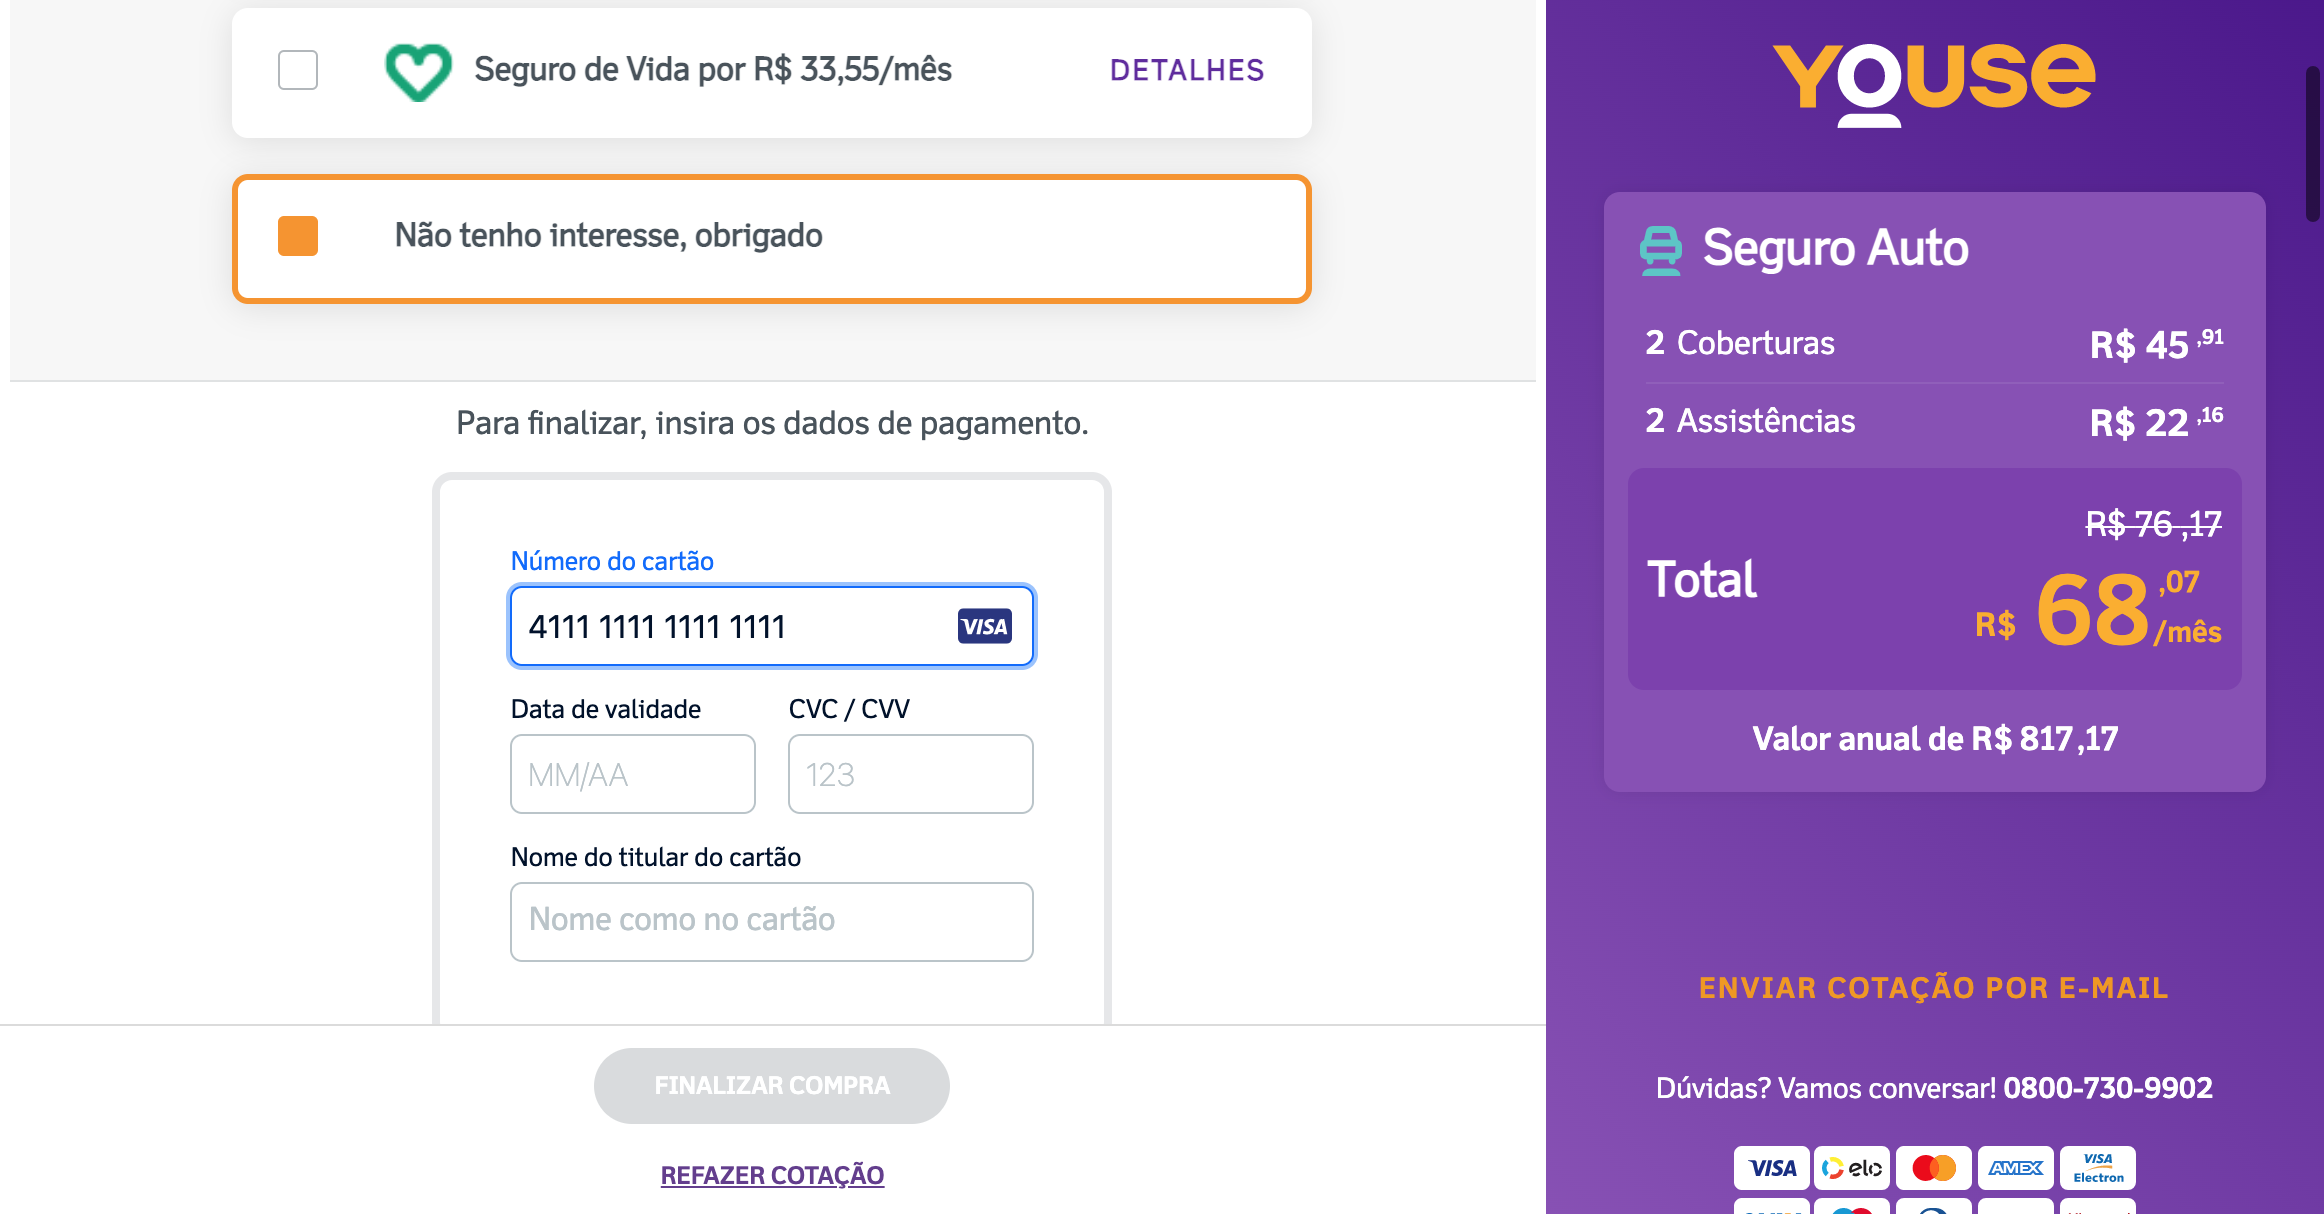 Seguro de Vida por R$ 33,55/mês
DETALHES
Não tenho interesse, obrigado
Para finalizar, insira os dados de pagamento.
Número do cartão
4111 1111 1111 1111
VISA
Data de validade
CVC / CVV
MM/AA
123
Nome do titular do cartão
Nome como no cartão
FINALIZAR COMPRA
REFAZER COTAÇÃO
YOUSE
Seguro Auto
2 Coberturas
R$ 45,91
2 Assistências
R$ 22,16
R$ 76,17
Total
R$ 68,07/mês
Valor anual de R$ 817,17
ENVIAR COTAÇÃO POR E-MAIL
Dúvidas? Vamos conversar! 0800-730-9902
VISA elo AMEX VISA Electron